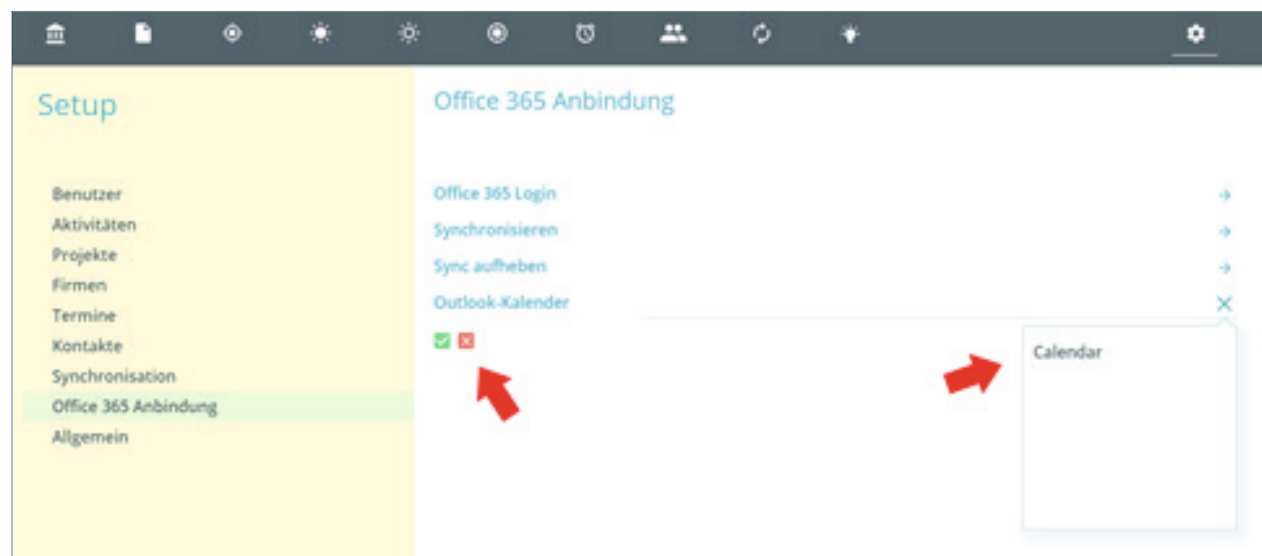 Setup
Benutzer
Aktivitäten
Projekte
Firmen
Termine
Kontakte
Synchronisation
Office 365 Anbindung
Allgemein
Office 365 Anbindung
Office 365 Login
Synchronisieren
Sync aufheben
Outlook-Kalender
Calendar